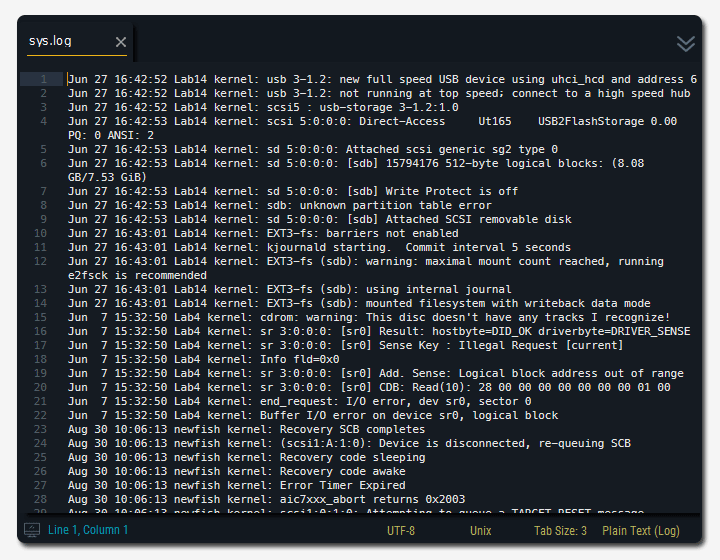 sys.log
1 Jun 27 16:42:52 Lab14 kernel: usb 3-1.2: new full speed USB device using uhci_hcd and address 6
2 Jun 27 16:42:52 Lab14 kernel: usb 3-1.2: not running at top speed; connect to a high speed hub
3 Jun 27 16:42:52 Lab14 kernel: scsi5 : usb-storage 3-1.2:1.0
4 Jun 27 16:42:53 Lab14 kernel: scsi 5:0:0:0: Direct-Access     Ut165    USB2FlashStorage 0.00
PQ: 0 ANSI: 2
5 Jun 27 16:42:53 Lab14 kernel: sd 5:0:0:0: Attached scsi generic sg2 type 0
6 Jun 27 16:42:53 Lab14 kernel: sd 5:0:0:0: [sdb] 15794176 512-byte logical blocks: (8.08
GB/7.53 GiB)
7 Jun 27 16:42:53 Lab14 kernel: sd 5:0:0:0: [sdb] Write Protect is off
8 Jun 27 16:42:53 Lab14 kernel: sdb: unknown partition table error
9 Jun 27 16:42:53 Lab14 kernel: sd 5:0:0:0: [sdb] Attached SCSI removable disk
10 Jun 27 16:43:01 Lab14 kernel: EXT3-fs: barriers not enabled
11 Jun 27 16:43:01 Lab14 kernel: kjournald starting.  Commit interval 5 seconds
12 Jun 27 16:43:01 Lab14 kernel: EXT3-fs (sdb): warning: maximal mount count reached, running
e2fsck is recommended
13 Jun 27 16:43:01 Lab14 kernel: EXT3-fs (sdb): using internal journal
14 Jun 27 16:43:01 Lab14 kernel: EXT3-fs (sdb): mounted filesystem with writeback data mode
15 Jun  7 15:32:50 Lab4 kernel: cdrom: warning: This disc doesn't have any tracks I recognize!
16 Jun  7 15:32:50 Lab4 kernel: sr 3:0:0:0: [sr0] Result: hostbyte=DID_OK driverbyte=DRIVER_SENSE
17 Jun  7 15:32:50 Lab4 kernel: sr 3:0:0:0: [sr0] Sense Key : Illegal Request [current]
18 Jun  7 15:32:50 Lab4 kernel: Info fld=0x0
19 Jun  7 15:32:50 Lab4 kernel: sr 3:0:0:0: [sr0] Add. Sense: Logical block address out of range
20 Jun  7 15:32:50 Lab4 kernel: sr 3:0:0:0: [sr0] CDB: Read(10): 28 00 00 00 00 00 00 00 01 00
21 Jun  7 15:32:50 Lab4 kernel: end_request: I/O error, dev sr0, sector 0
22 Jun  7 15:32:50 Lab4 kernel: Buffer I/O error on device sr0, logical block
23 Aug 30 10:06:13 newfish kernel: Recovery SCB completes
24 Aug 30 10:06:13 newfish kernel: (scsi1:A:1:0): Device is disconnected, re-queuing SCB
25 Aug 30 10:06:13 newfish kernel: Recovery code sleeping
26 Aug 30 10:06:13 newfish kernel: Recovery code awake
27 Aug 30 10:06:13 newfish kernel: Error Timer Expired
28 Aug 30 10:06:13 newfish kernel: aic7xxx_abort returns 0x2003
29 Aug 30 10:06:13 newfish kernel: scsi1:0:1:0: Attempting to queue a TARGET RESET message
Line 1, Column 1 UTF-8 Unix Tab Size: 3 Plain Text (Log)